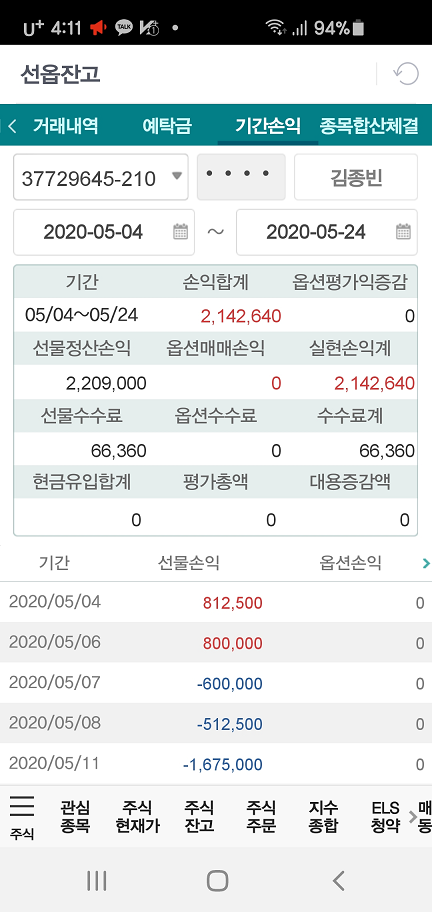 U+ 4:11 TALK 94%
선옵잔고
거래내역 예탁금 기간손익 종목합산체결
37729645-210 •••• 김종빈
2020-05-04 ~ 2020-05-24
기간 손익합계 옵션평가익증감
05/04~05/24 2,142,640 0
선물정산손익 옵션매매손익 실현손익계
2,209,000 0 2,142,640
선물수수료 옵션수수료 수수료계
66,360 0 66,360
현금유입합계 평가총액 대용증감액
0 0 0
기간 선물손익 옵션손익
2020/05/04 812,500 0
2020/05/06 800,000 0
2020/05/07 -600,000 0
2020/05/08 -512,500 0
2020/05/11 -1,675,000 0
주식 관심 주식 주식 주식 지수 ELS 매
종목 현재가 잔고 주문 종합 청약 동